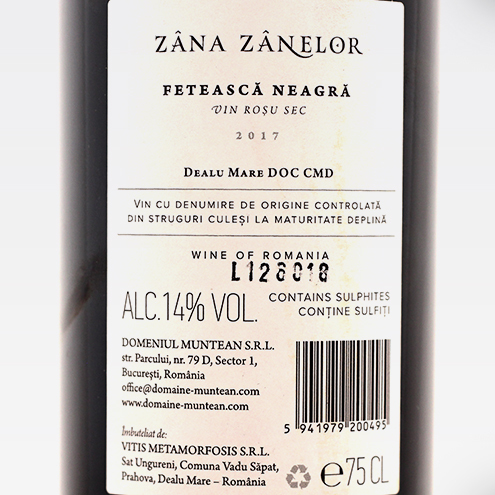 ZÂNA ZÂNELOR
FETEASCĂ NEAGRĂ
VIN ROȘU SEC
2017
DEALU MARE DOC CMD
VIN CU DENUMIRE DE ORIGINE CONTROLATĂ
DIN STRUGURI CULEȘI LA MATURITATE DEPLINĂ
WINE OF ROMANIA
L126018
ALC.14% VOL.
CONTAINS SULPHITES
CONȚINE SULFIȚI
DOMENIUL MUNTEAN S.R.L.
str. Parcului, nr. 79 D, Sector 1,
București, România
office@domaine-muntean.com
www.domaine-muntean.com
5 941979 200495
Imbuteliat de:
VITIS METAMORFOSIS S.R.L.
Sat Ungureni, Comuna Vadu Săpat,
Prahova, Dealu Mare – România
℮75 CL